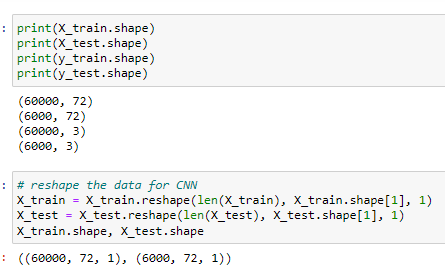 : print(X_train.shape)
print(X_test.shape)
print(y_train.shape)
print(y_test.shape)
(60000, 72)
(6000, 72)
(60000, 3)
(6000, 3)
: # reshape the data for CNN
X_train = X_train.reshape(len(X_train), X_train.shape[1], 1)
X_test = X_test.reshape(len(X_test), X_test.shape[1], 1)
X_train.shape, X_test.shape
: ((60000, 72, 1), (6000, 72, 1))